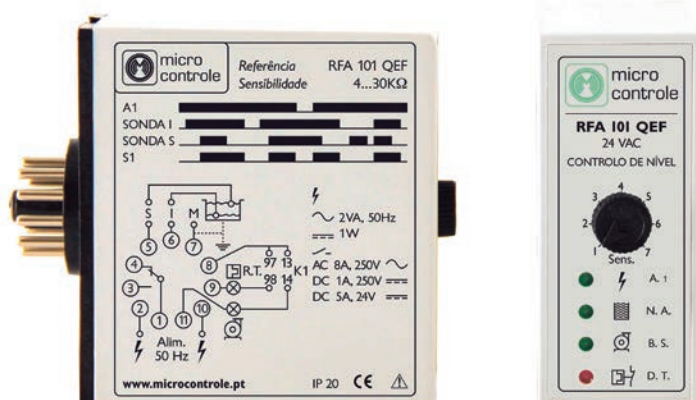 micro
controle
Referência RFA 101 QEF
Sensibilidade 4...30KΩ
A1
SONDA I
SONDA S
S1
S I M
5 6 7
4 8 97 13
R.T. K1
3 9 98 14
2 1 11 10
Alim.
50 Hz
2VA, 50Hz
1W
AC 8A, 250V
DC 1A, 250V
DC 5A, 24V
www.microcontrole.pt IP 20 CE
micro
controle
RFA 101 QEF
24 VAC
CONTROLO DE NÍVEL
1 2 3 4 5 6 7
Sens.
A. 1
N. A.
B. S.
D. T.